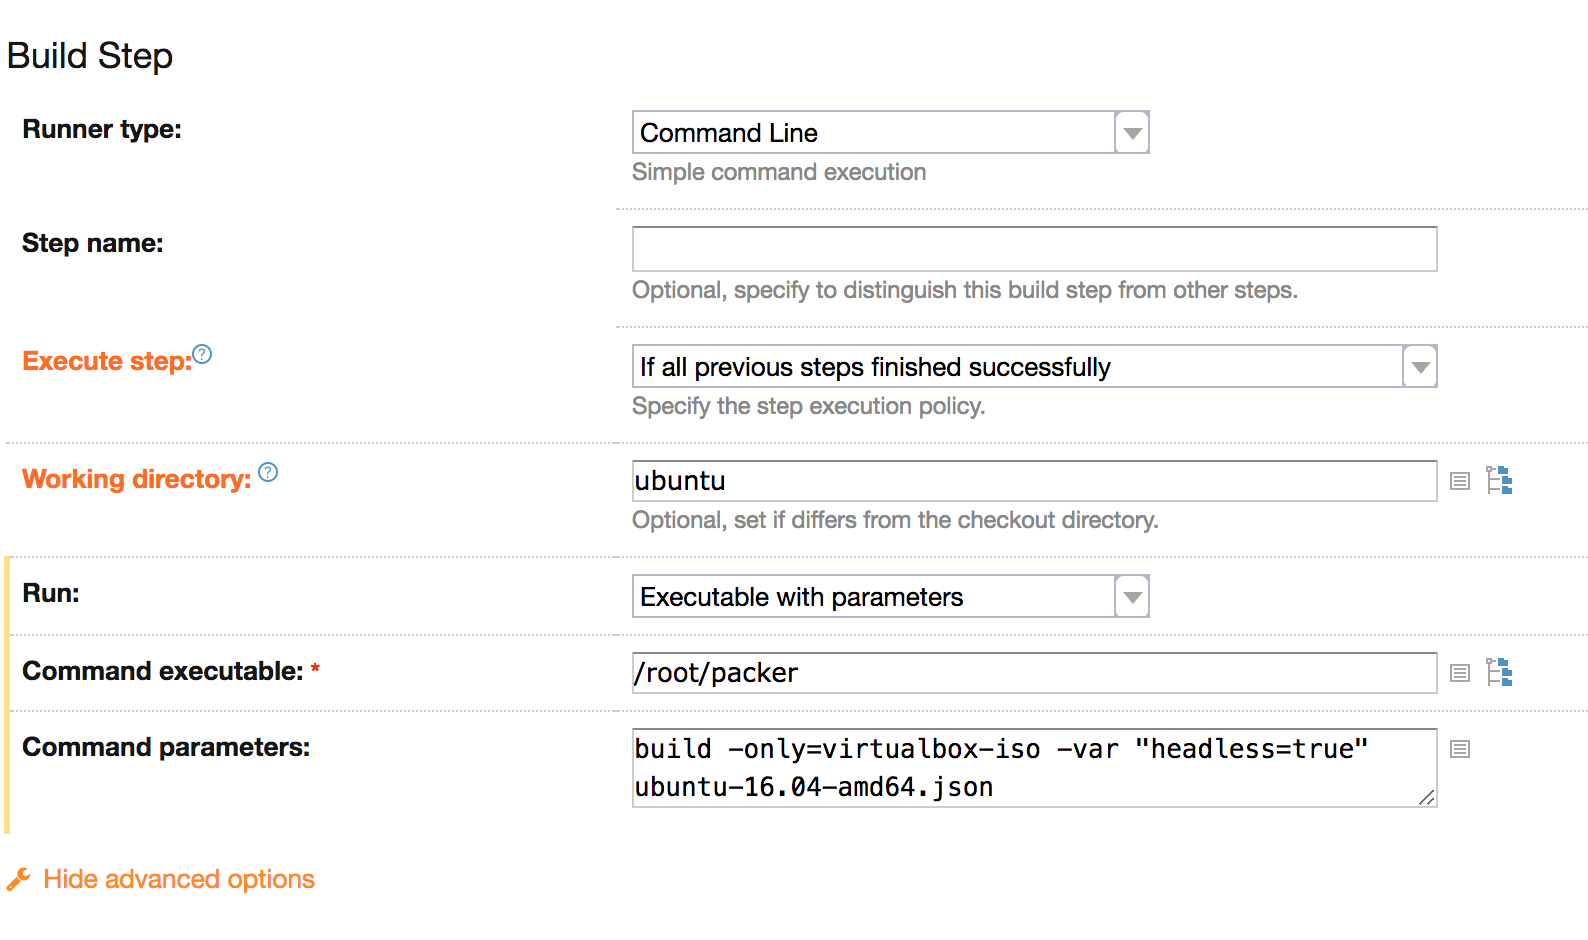 Build Step
Runner type:
Command Line
Simple command execution
Step name:
Optional, specify to distinguish this build step from other steps.
Execute step:?
If all previous steps finished successfully
Specify the step execution policy.
Working directory: ?
ubuntu
Optional, set if differs from the checkout directory.
Run:
Executable with parameters
Command executable: *
/root/packer
Command parameters:
build -only=virtualbox-iso -var "headless=true"
ubuntu-16.04-amd64.json
Hide advanced options